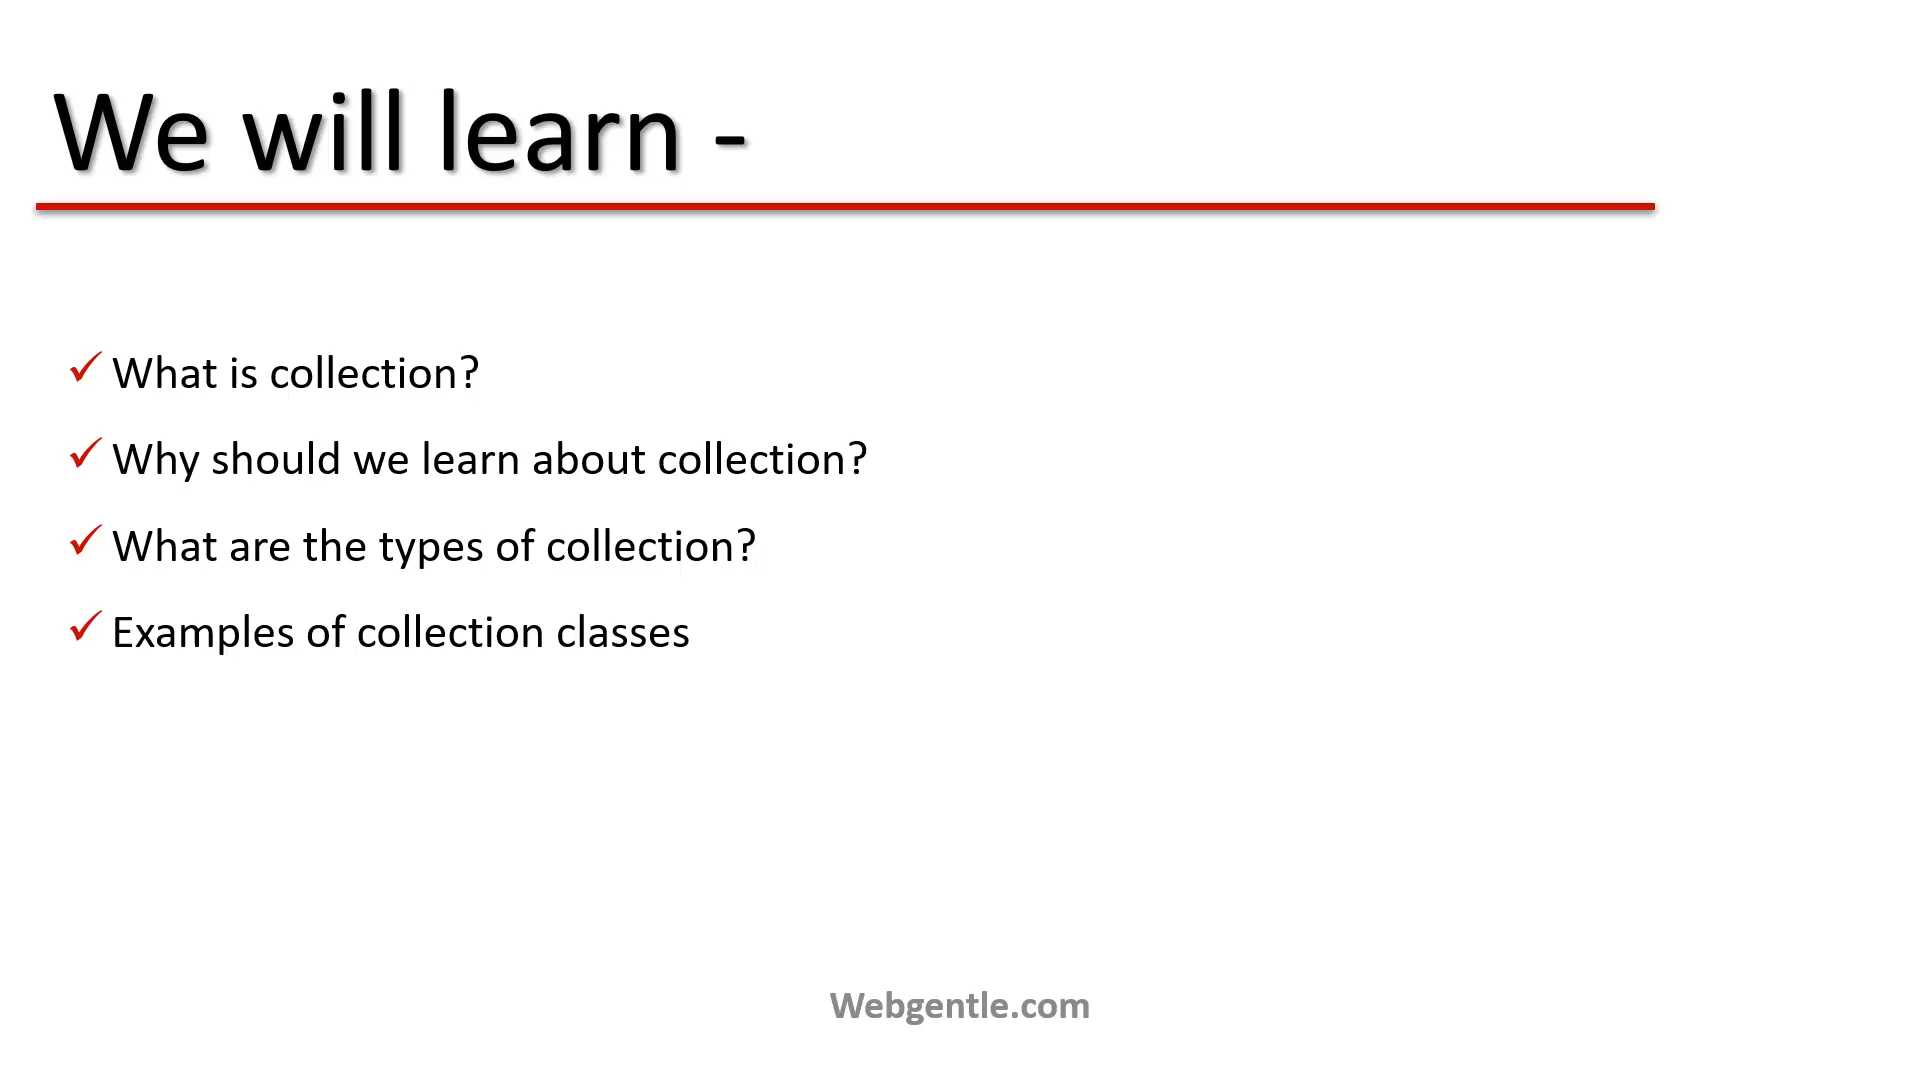 We will learn -
What is collection?
Why should we learn about collection?
What are the types of collection?
Examples of collection classes
Webgentle.com